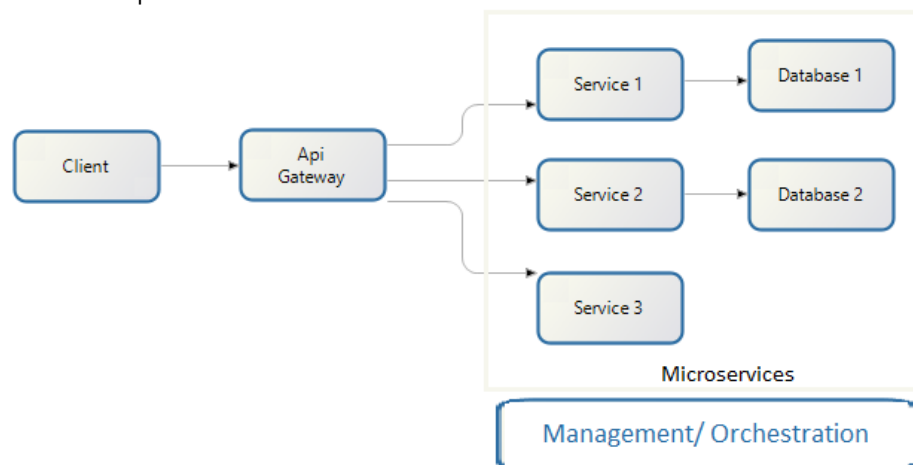 Service 1
Database 1
Client
Api
Gateway
Service 2
Database 2
Service 3
Microservices
Management/ Orchestration